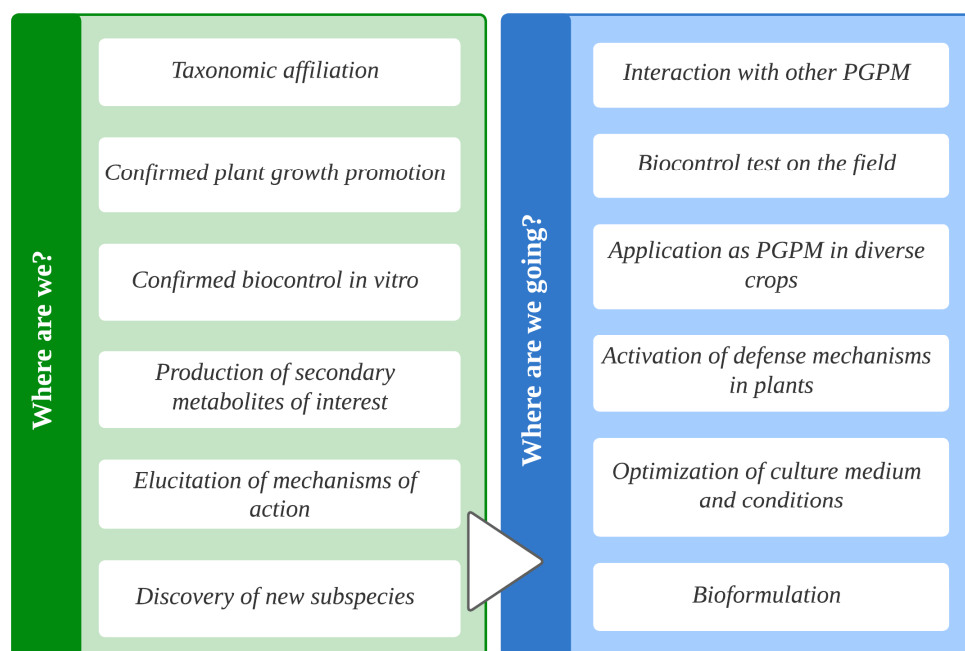 Where are we?
Taxonomic affiliation
Confirmed plant growth promotion
Confirmed biocontrol in vitro
Production of secondary
metabolites of interest
Elucitation of mechanisms of
action
Discovery of new subspecies
Where are we going?
Interaction with other PGPM
Biocontrol test on the field
Application as PGPM in diverse
crops
Activation of defense mechanisms
in plants
Optimization of culture medium
and conditions
Bioformulation